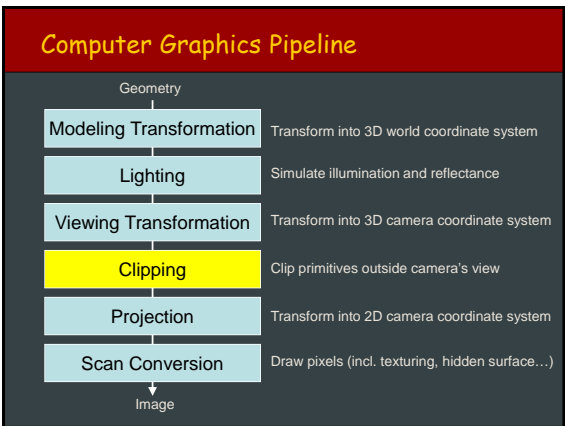 Computer Graphics Pipeline
Geometry
Modeling Transformation Transform into 3D world coordinate system
Lighting Simulate illumination and reflectance
Viewing Transformation Transform into 3D camera coordinate system
Clipping Clip primitives outside camera's view
Projection Transform into 2D camera coordinate system
Scan Conversion Draw pixels (incl. texturing, hidden surface…)
Image